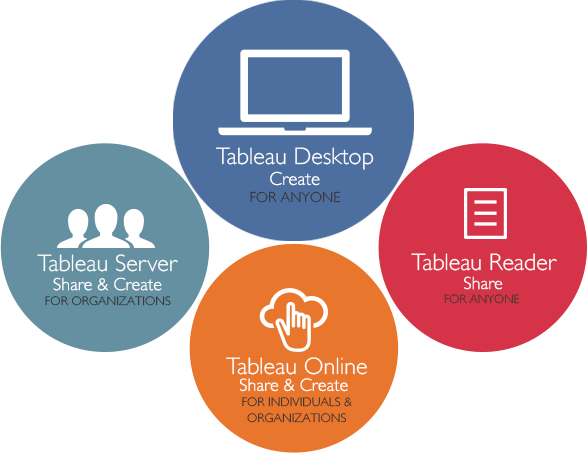 Tableau Desktop
Create
FOR ANYONE
Tableau Server
Share & Create
FOR ORGANIZATIONS
Tableau Reader
Share
FOR ANYONE
Tableau Online
Share & Create
FOR INDIVIDUALS &
ORGANIZATIONS